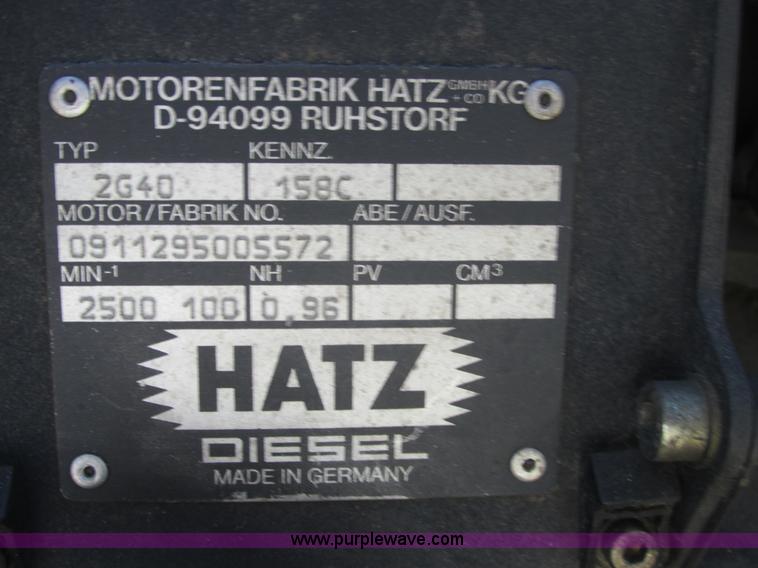 MOTORENFABRIK HATZ GMBH + CO KG
D-94099 RUHSTORF
TYP KENNZ.
2G40 158C
MOTOR/FABRIK NO. ABE/AUSF.
0911295005572
MIN-1 NH PV CM3
2500 100 0.96
HATZ
DIESEL
MADE IN GERMANY
www.purplewave.com